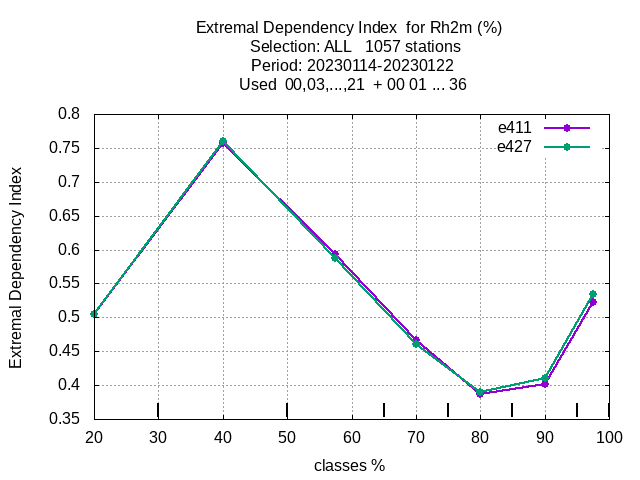 Extremal Dependency Index  for Rh2m (%)
Selection: ALL   1057 stations
Period: 20230114-20230122
Used  00,03,...,21  + 00 01 ... 36
e411
e427
0.8
0.75
0.7
0.65
0.6
0.55
0.5
0.45
0.4
0.35
Extremal Dependency Index
20 30 40 50 60 70 80 90 100
classes %